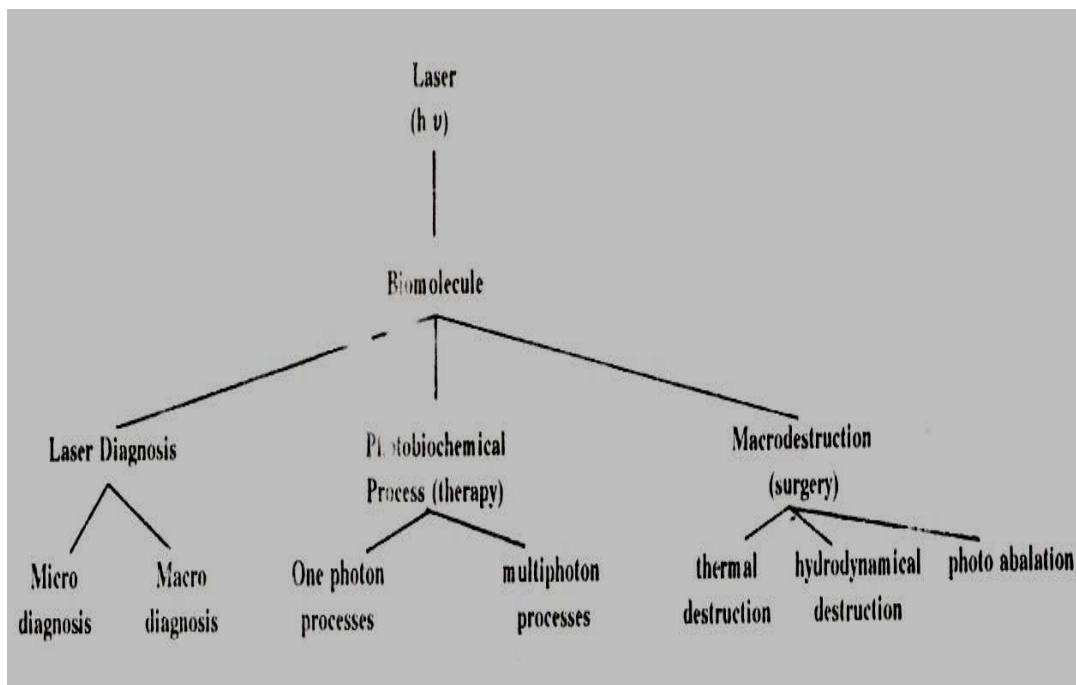 Laser
(h υ)
Biomolecule
Laser Diagnosis
Photobiochemical
Process (therapy)
Macrodestruction
(surgery)
Micro
diagnosis
Macro
diagnosis
One photon
processes
multiphoton
processes
thermal
destruction
hydrodynamical
destruction
photo abalation